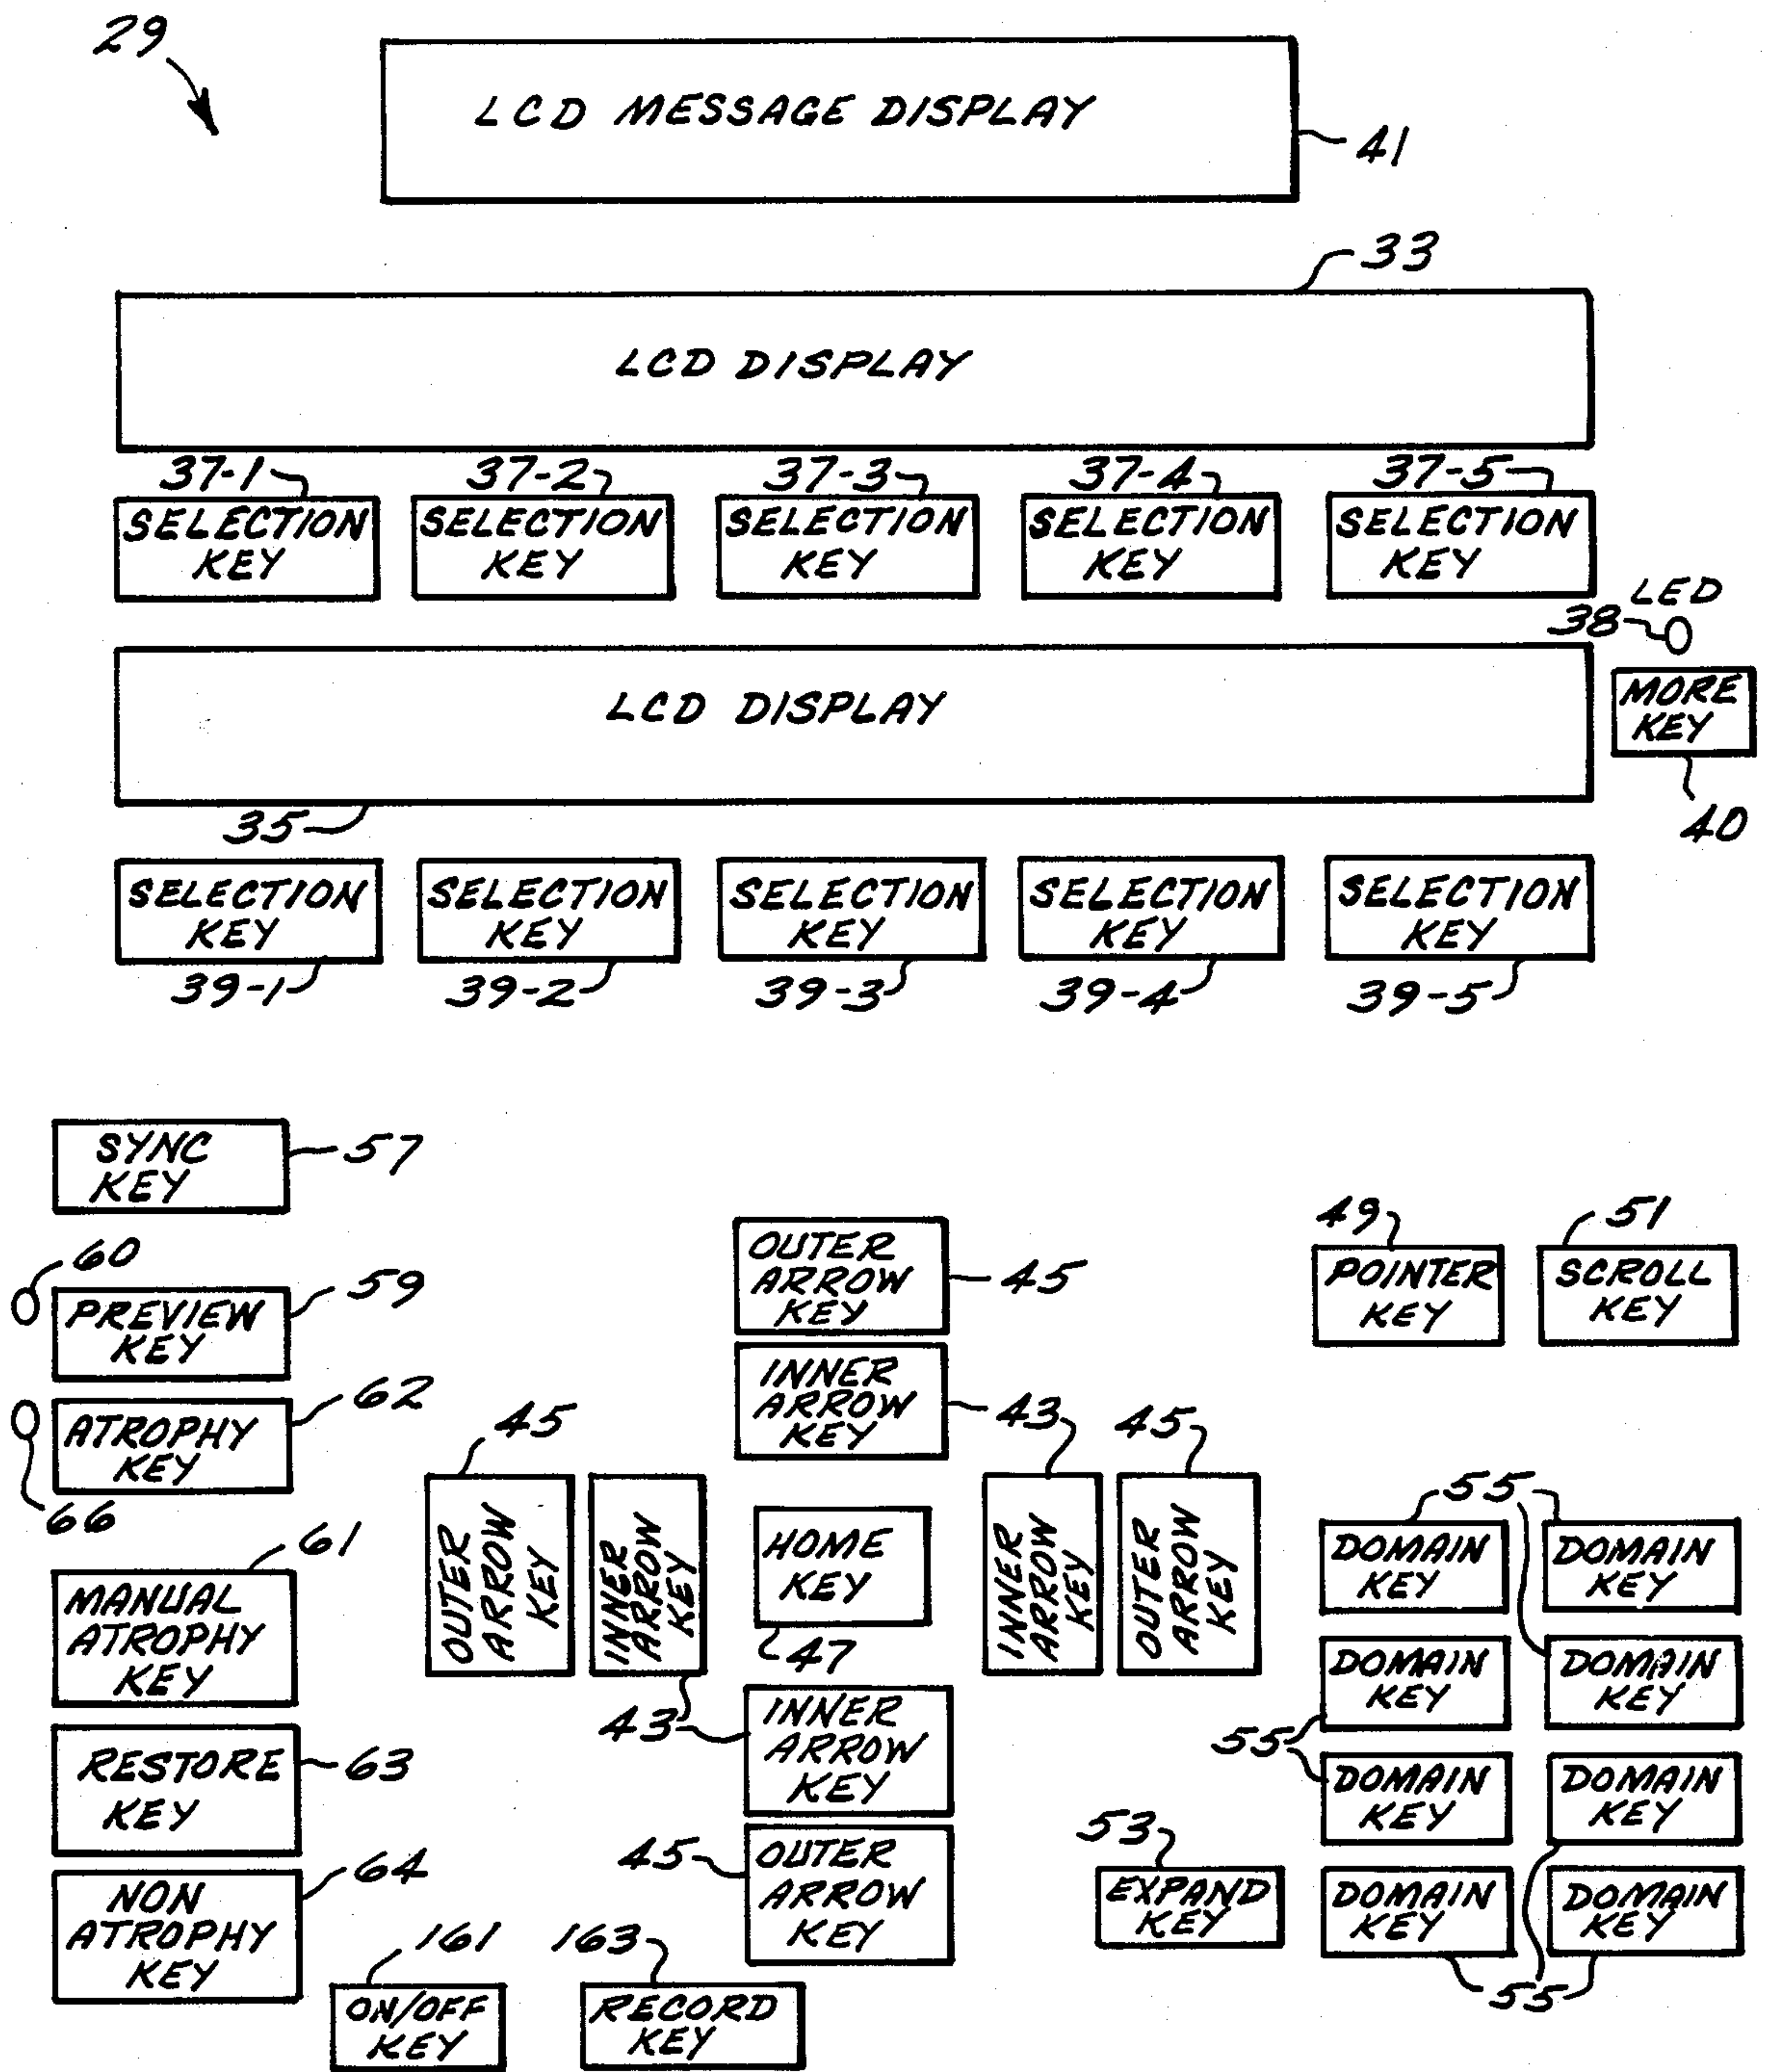 29
LCD MESSAGE DISPLAY
41
33
LCD DISPLAY
37-1
37-2
37-3
37-4
37-5
SELECTION
KEY
SELECTION
KEY
SELECTION
KEY
SELECTION
KEY
SELECTION
KEY
LED
38
LCD DISPLAY
MORE
KEY
40
35
SELECTION
KEY
SELECTION
KEY
SELECTION
KEY
SELECTION
KEY
SELECTION
KEY
39-1
39-2
39-3
39-4
39-5
SYNC
KEY
57
60
PREVIEW
KEY
59
ATROPHY
KEY
62
66
MANUAL
ATROPHY
KEY
61
RESTORE
KEY
63
NON
ATROPHY
KEY
64
161
ON/OFF
KEY
163
RECORD
KEY
OUTER
ARROW
KEY
45
INNER
ARROW
KEY
43
45
OUTER
ARROW
KEY
INNER
ARROW
KEY
43
HOME
KEY
47
INNER
ARROW
KEY
45
OUTER
ARROW
KEY
INNER
ARROW
KEY
45
OUTER
ARROW
KEY
49
POINTER
KEY
51
SCROLL
KEY
55
DOMAIN
KEY
DOMAIN
KEY
DOMAIN
KEY
DOMAIN
KEY
55
DOMAIN
KEY
DOMAIN
KEY
53
EXPAND
KEY
DOMAIN
KEY
DOMAIN
KEY
55